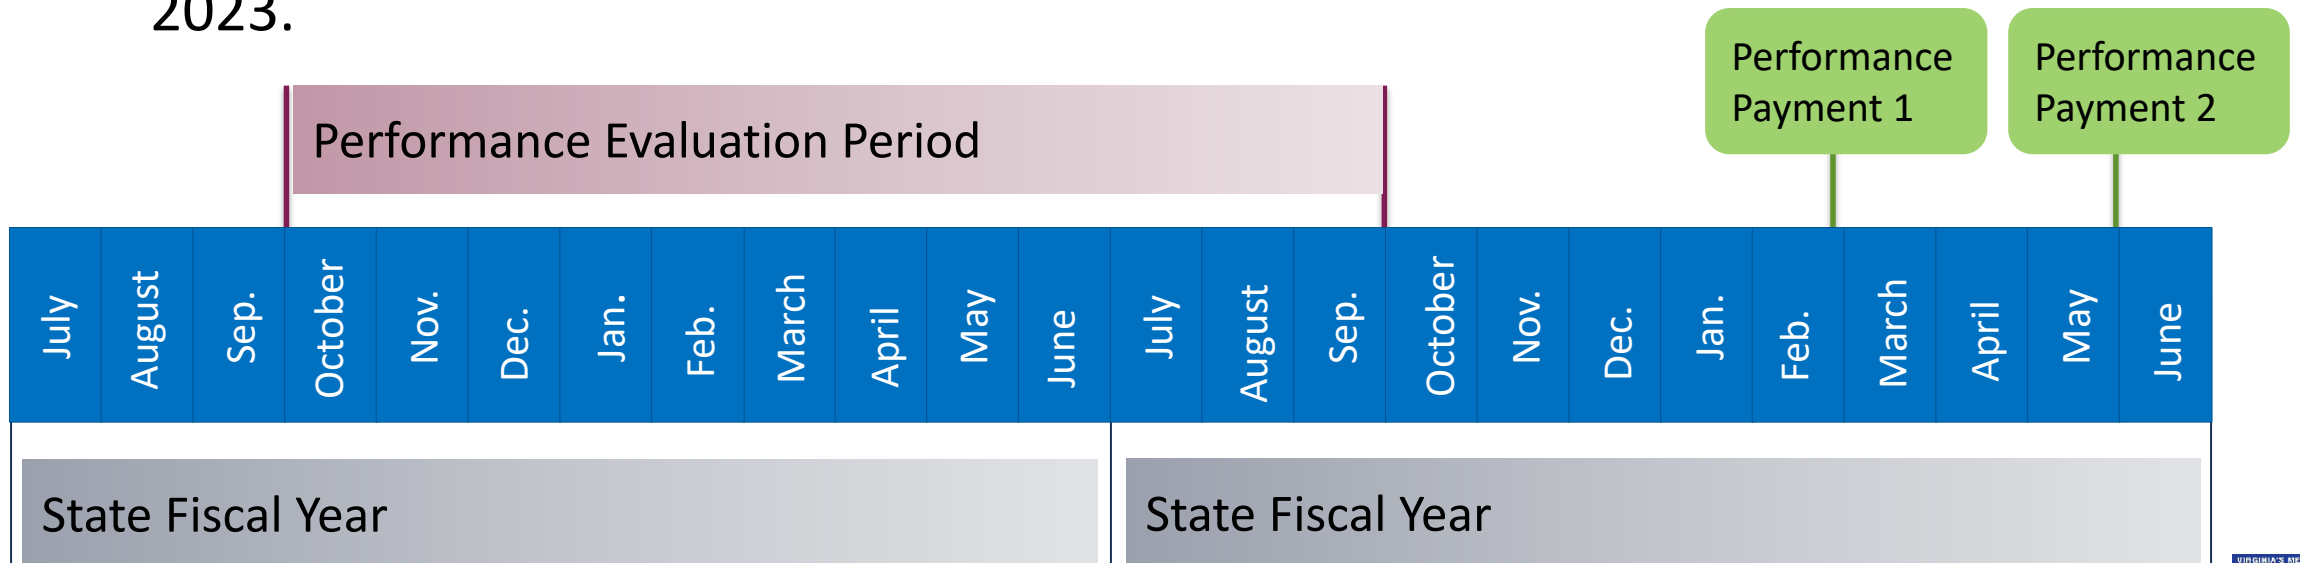 2023.
Performance
Payment 1
Performance
Payment 2
Performance Evaluation Period
July
August
Sep.
October
Nov.
Dec.
Jan.
Feb.
March
April
May
June
July
August
Sep.
October
Nov.
Dec.
Jan.
Feb.
March
April
May
June
State Fiscal Year
State Fiscal Year